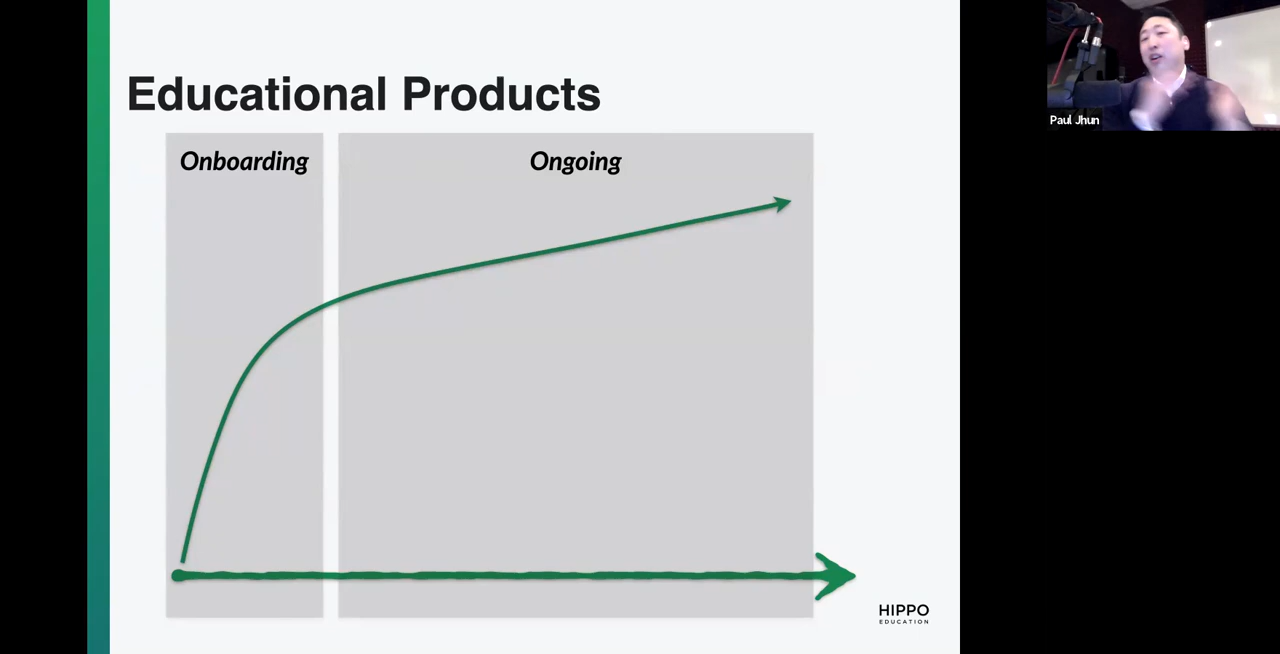 Educational Products
Onboarding
Ongoing
HIPPO
EDUCATION
Paul Jhun